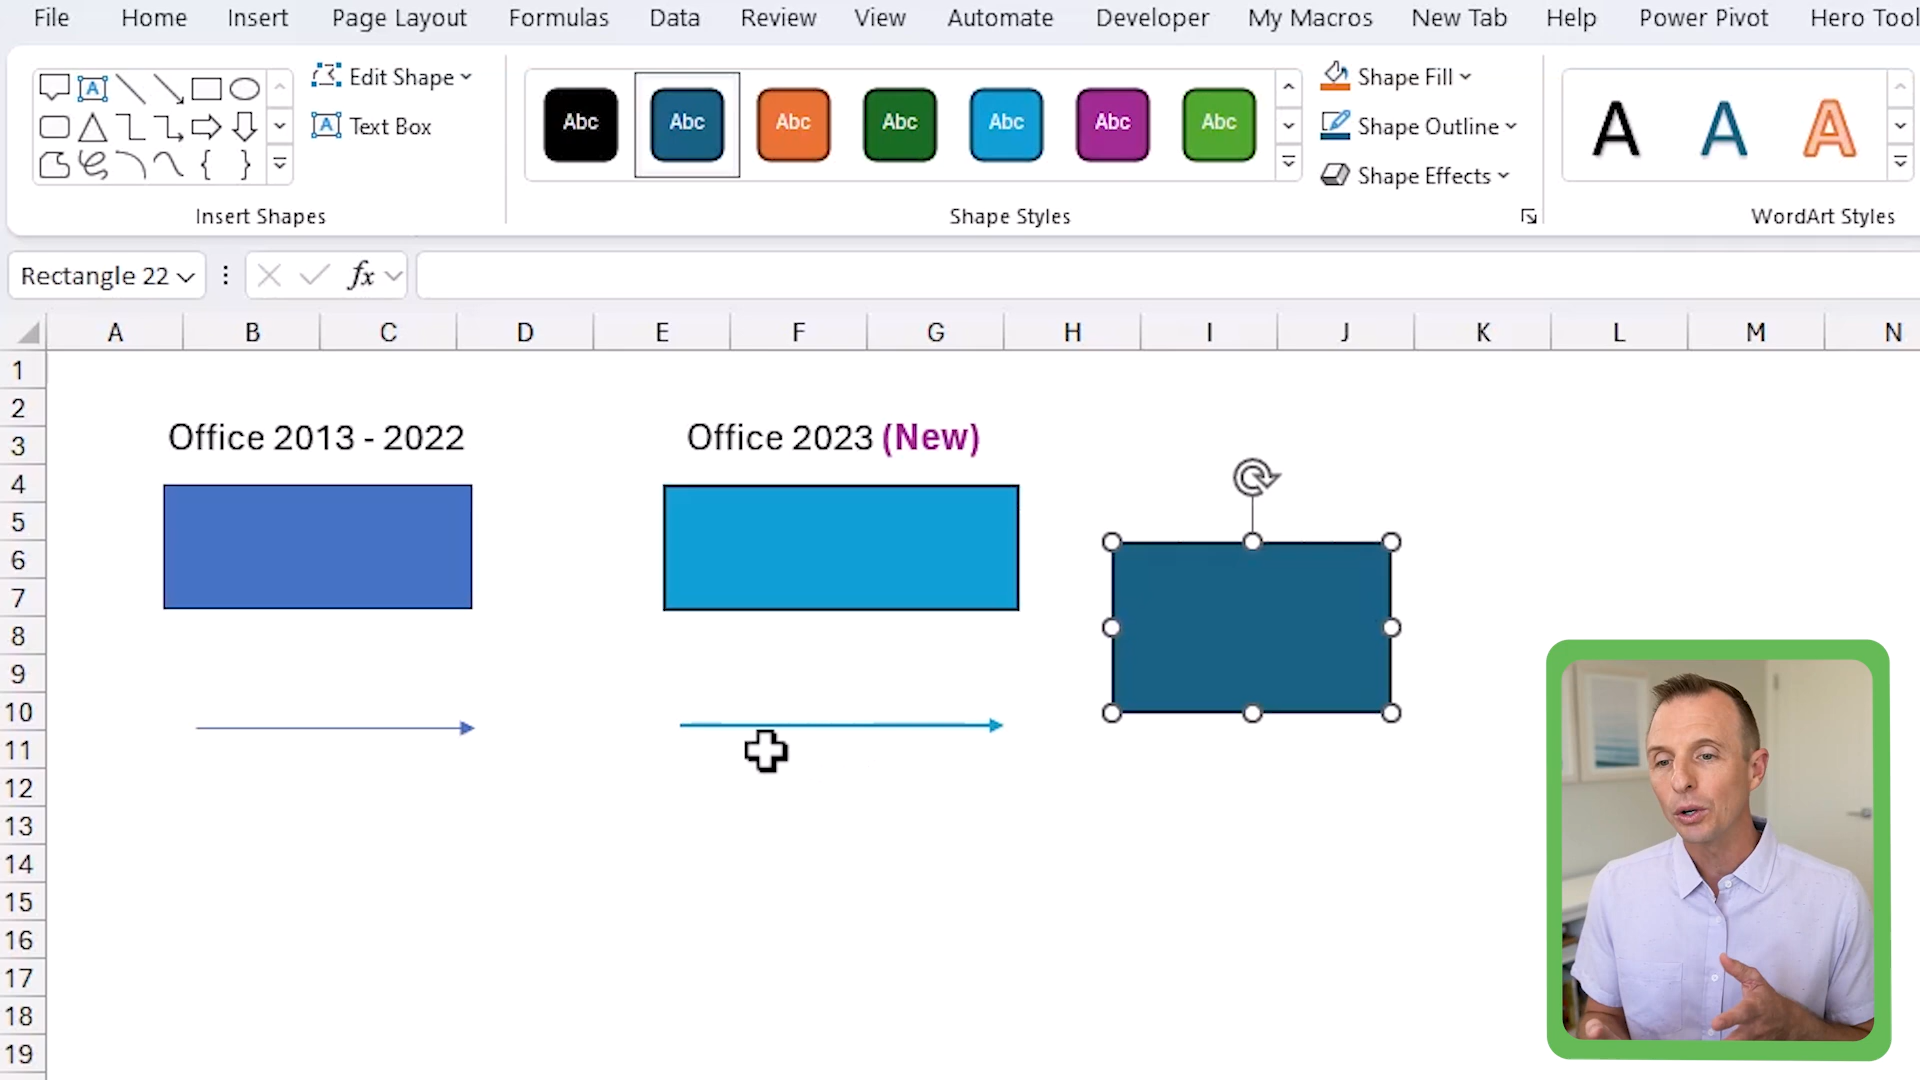 File Home Insert Page Layout Formulas Data Review View Automate Developer My Macros New Tab Help Power Pivot Hero Tool
Edit Shape
Text Box
Insert Shapes
Abc Abc Abc Abc Abc Abc Abc
Shape Fill
Shape Outline
Shape Effects
Shape Styles
A A A
WordArt Styles
Rectangle 22
fx
A B C D E F G H I J K L M N
1
2
3
4
5
6
7
8
9
10
11
12
13
14
15
16
17
18
19
Office 2013 - 2022
Office 2023 (New)